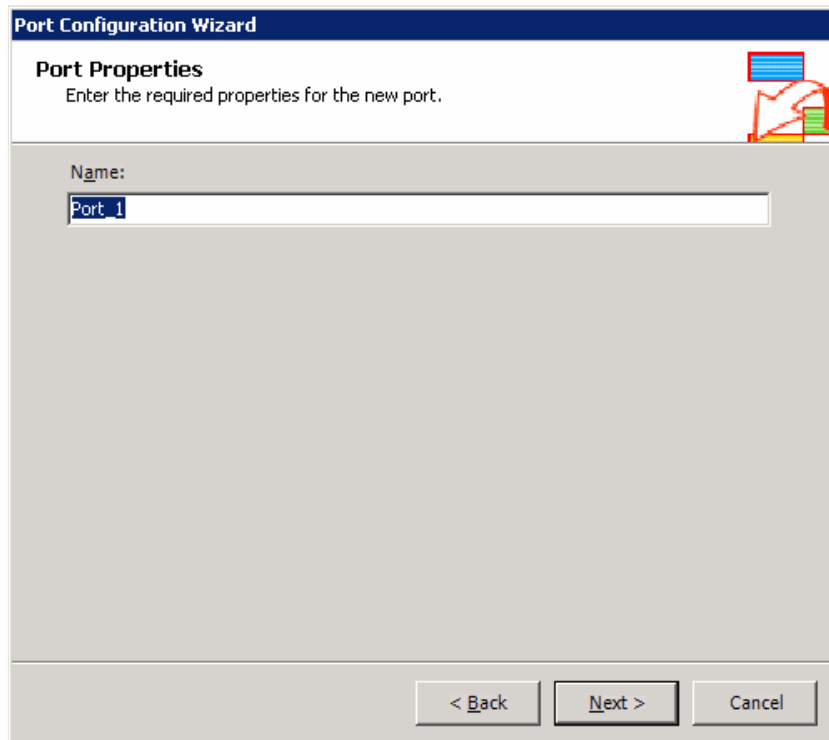 Port Configuration Wizard
Port Properties
Enter the required properties for the new port.
Name:
Port_1
< Back
Next >
Cancel